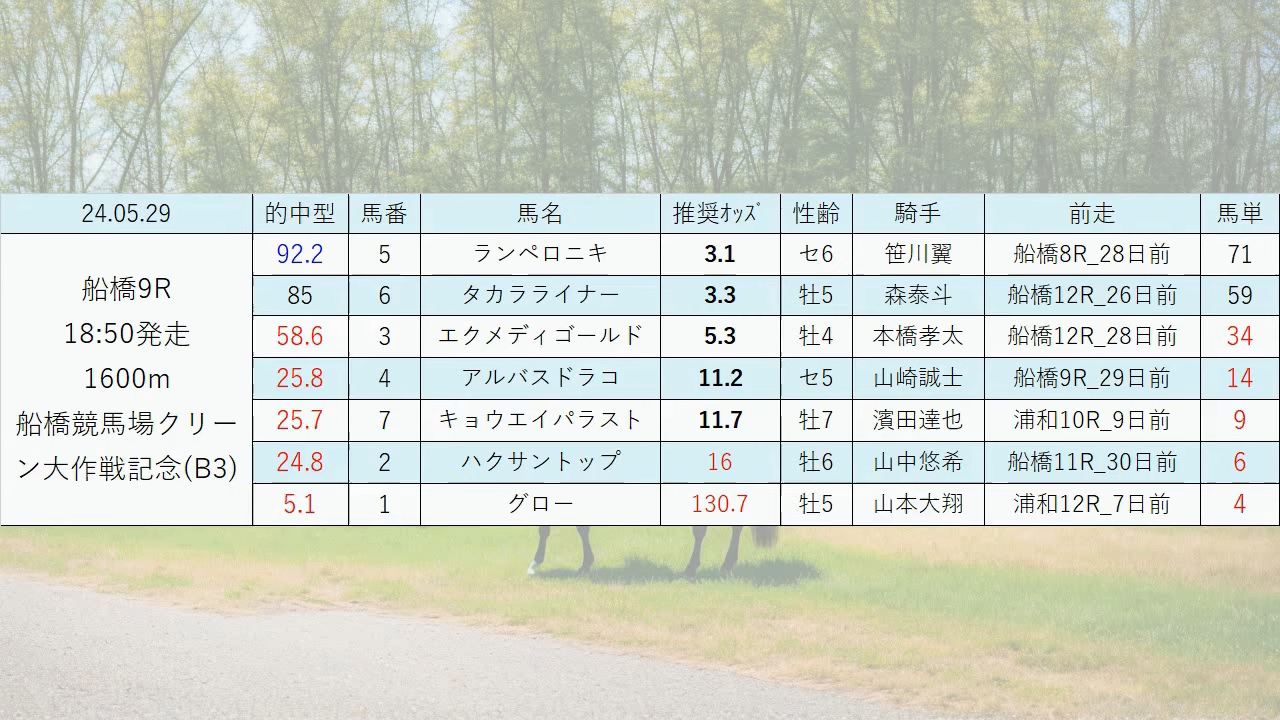 24.05.29 的中型 馬番 馬名 推奨ｵｯｽﾞ 性齢 騎手 前走 馬単
船橋9R
18:50発走
1600m
船橋競馬場クリー
ン大作戦記念(B3)
92.2 5 ランペロニキ 3.1 セ6 笹川翼 船橋8R_28日前 71
85 6 タカラライナー 3.3 牡5 森泰斗 船橋12R_26日前 59
58.6 3 エクメディゴールド 5.3 牡4 本橋孝太 船橋12R_28日前 34
25.8 4 アルバスドラコ 11.2 セ5 山崎誠士 船橋9R_29日前 14
25.7 7 キョウエイパラスト 11.7 牡7 濱田達也 浦和10R_9日前 9
24.8 2 ハクサントップ 16 牡6 山中悠希 船橋11R_30日前 6
5.1 1 グロー 130.7 牡5 山本大翔 浦和12R_7日前 4